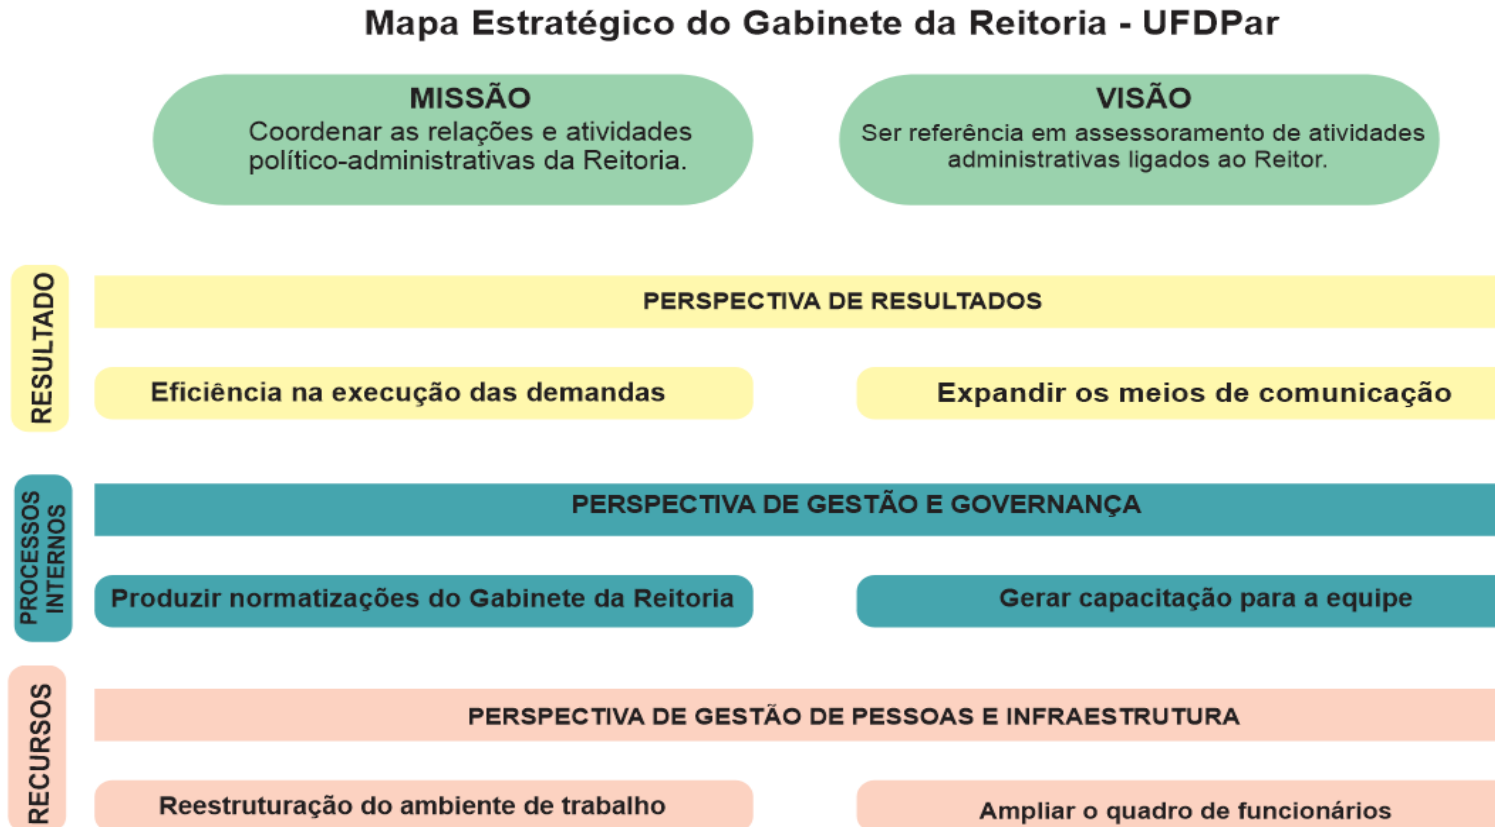 Mapa Estratégico do Gabinete da Reitoria - UFDPar
MISSÃO
Coordenar as relações e atividades
político-administrativas da Reitoria.
VISÃO
Ser referência em assessoramento de atividades
administrativas ligados ao Reitor.
RESULTADO
PERSPECTIVA DE RESULTADOS
Eficiência na execução das demandas
Expandir os meios de comunicação
PROCESSOS
INTERNOS
PERSPECTIVA DE GESTÃO E GOVERNANÇA
Produzir normatizações do Gabinete da Reitoria
Gerar capacitação para a equipe
RECURSOS
PERSPECTIVA DE GESTÃO DE PESSOAS E INFRAESTRUTURA
Reestruturação do ambiente de trabalho
Ampliar o quadro de funcionários